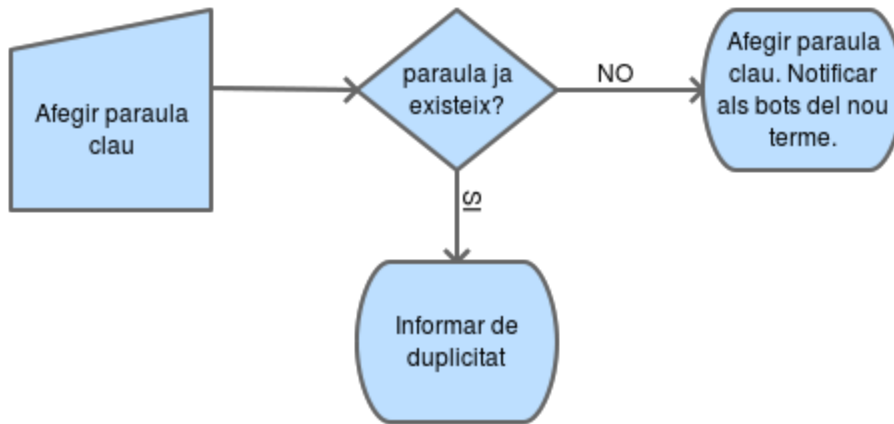 Afegir paraula
clau
paraula ja
existeix?
NO
Afegir paraula
clau. Notificar
als bots del nou
terme.
SI
Informar de
duplicitat